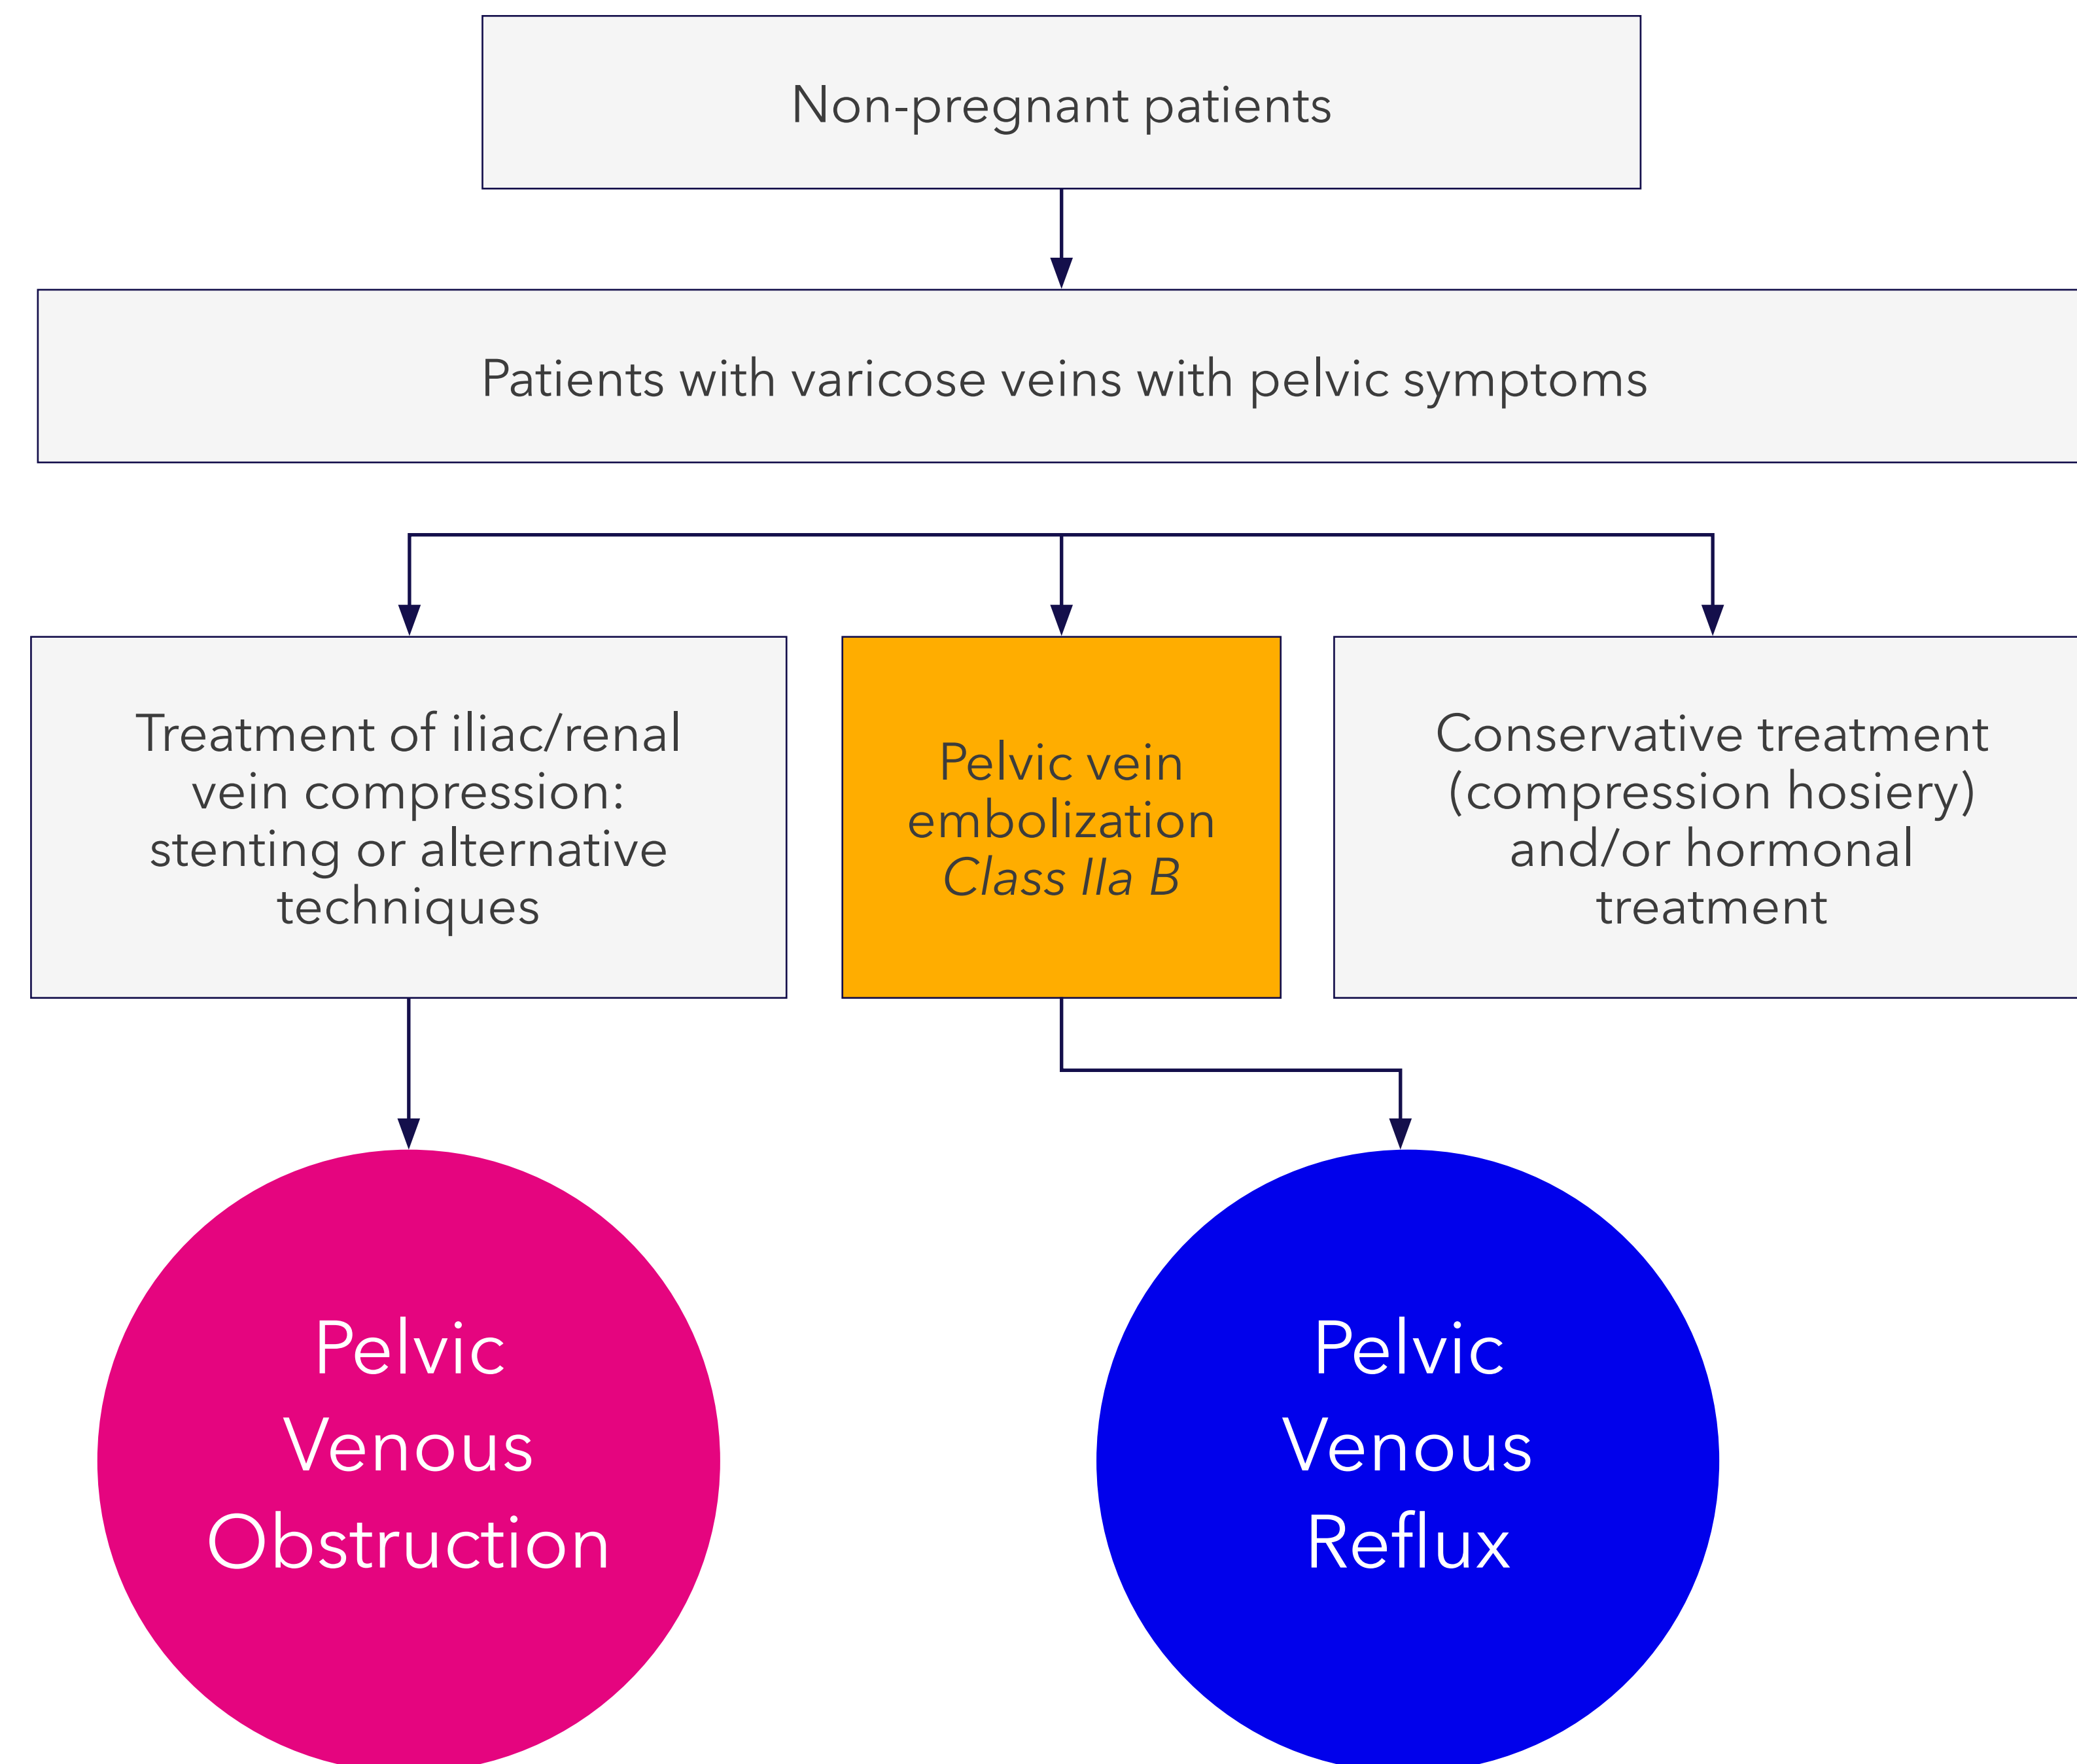 Non-pregnant patients
Patients with varicose veins with pelvic symptoms
Treatment of iliac/renal
vein compression:
stenting or alternative
techniques
Pelvic vein
embolization
Class IIa B
Conservative treatment
(compression hosiery)
and/or hormonal
treatment
Pelvic
Venous
Obstruction
Pelvic
Venous
Reflux